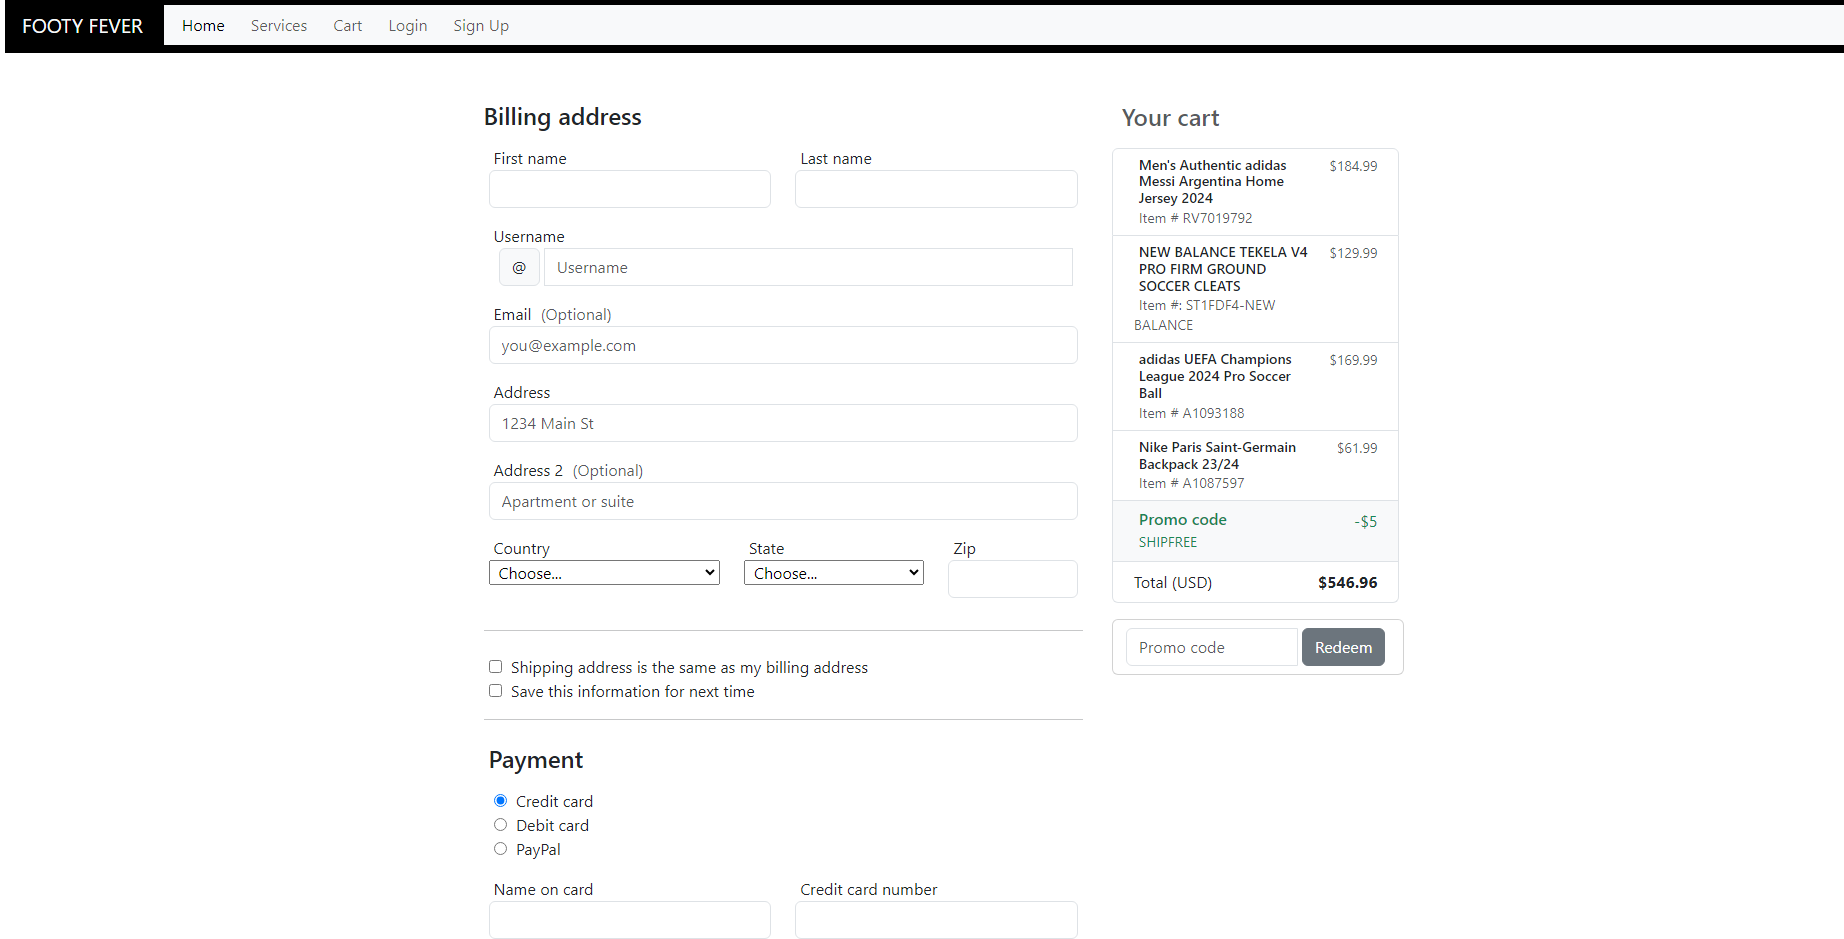 FOOTY FEVER Home Services Cart Login Sign Up
Billing address
First name Last name
Username
@ Username
Email (Optional)
you@example.com
Address
1234 Main St
Address 2 (Optional)
Apartment or suite
Country State Zip
Choose... Choose...
Shipping address is the same as my billing address
Save this information for next time
Payment
Credit card
Debit card
PayPal
Name on card Credit card number
Your cart
Men's Authentic adidas $184.99
Messi Argentina Home
Jersey 2024
Item # RV7019792
NEW BALANCE TEKELA V4 $129.99
PRO FIRM GROUND
SOCCER CLEATS
Item #: ST1FDF4-NEW
BALANCE
adidas UEFA Champions $169.99
League 2024 Pro Soccer
Ball
Item # A1093188
Nike Paris Saint-Germain $61.99
Backpack 23/24
Item # A1087597
Promo code -$5
SHIPFREE
Total (USD) $546.96
Promo code Redeem